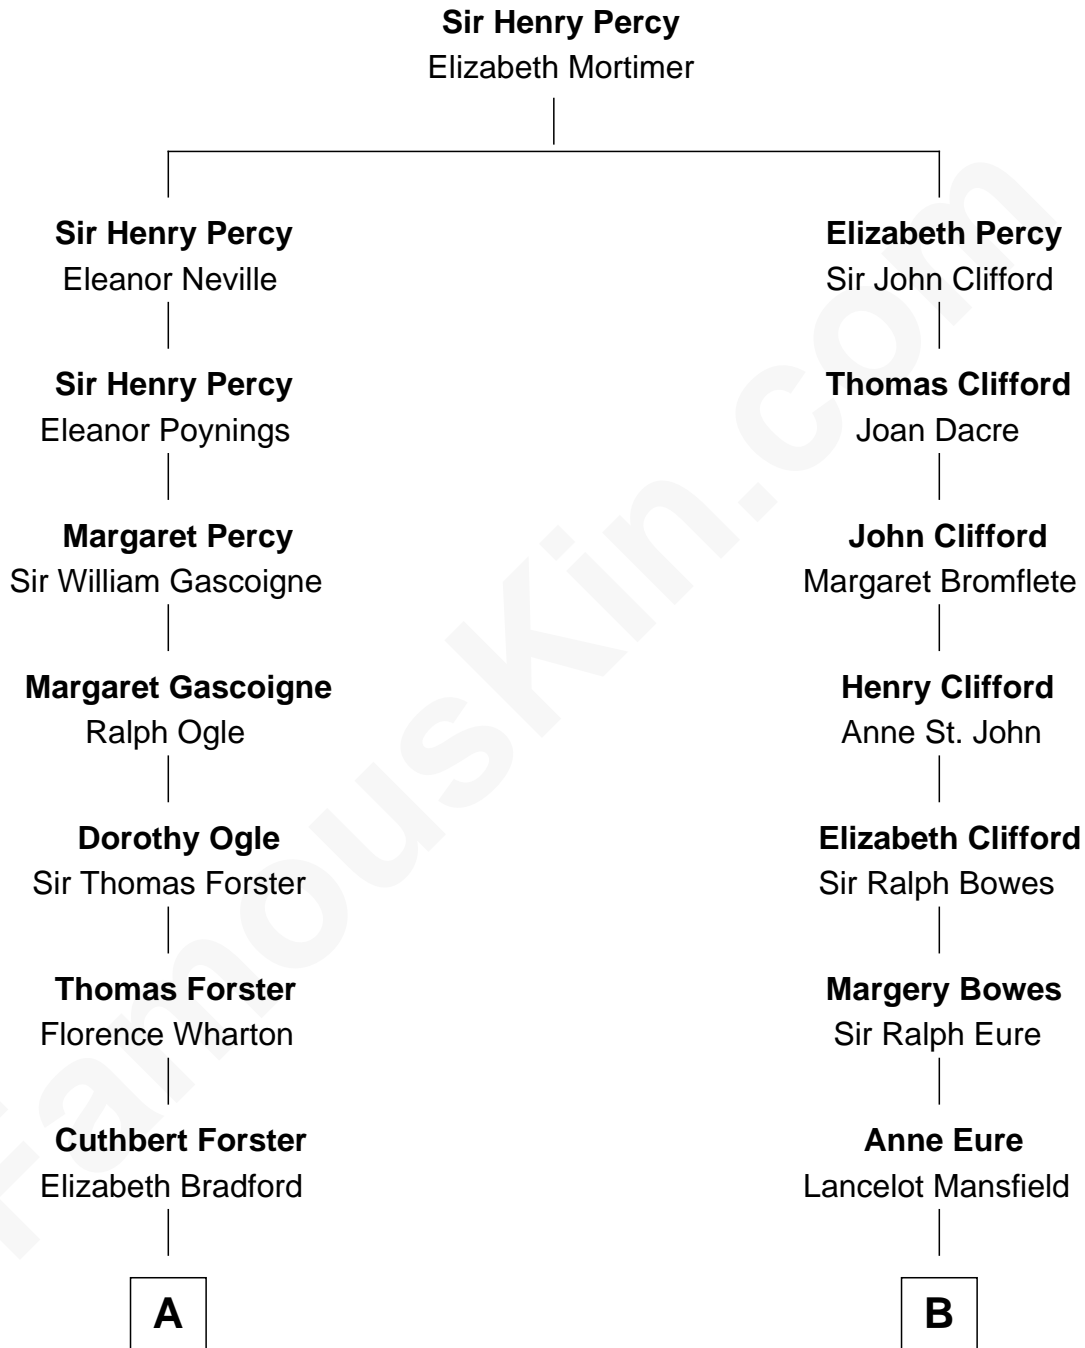 Sir Henry Percy
Elizabeth Mortimer
Sir Henry Percy
Eleanor Neville
Elizabeth Percy
Sir John Clifford
Sir Henry Percy
Eleanor Poynings
Thomas Clifford
Joan Dacre
Margaret Percy
Sir William Gascoigne
John Clifford
Margaret Bromflete
Margaret Gascoigne
Ralph Ogle
Henry Clifford
Anne St. John
Dorothy Ogle
Sir Thomas Forster
Elizabeth Clifford
Sir Ralph Bowes
Thomas Forster
Florence Wharton
Margery Bowes
Sir Ralph Eure
Cuthbert Forster
Elizabeth Bradford
Anne Eure
Lancelot Mansfield
A
B
FamousKin.com